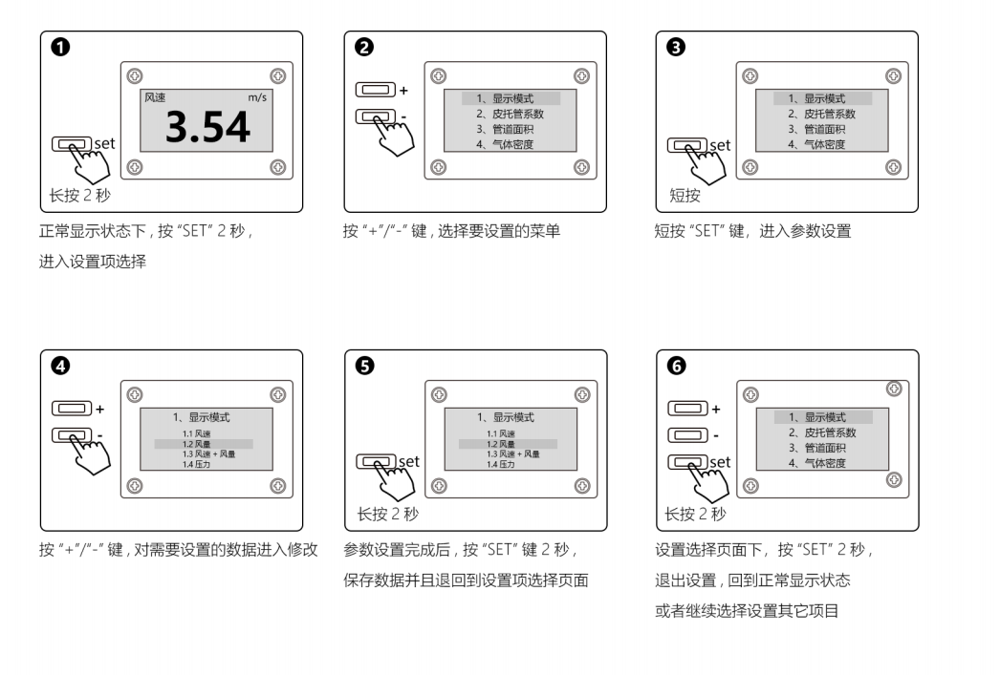 1
风速 m/s
3.54
set
长按 2 秒
正常显示状态下 , 按 “SET” 2 秒 ,
进入设置项选择
2
+
-
1、显示模式
2、皮托管系数
3、管道面积
4、气体密度
按 “+”/“-” 键 , 选择要设置的菜单
3
1、显示模式
2、皮托管系数
3、管道面积
4、气体密度
set
短按
短按 “SET” 键，进入参数设置
4
+
-
1、显示模式
1.1 风速
1.2 风量
1.3 风速 + 风量
1.4 压力
按 “+”/“-” 键 , 对需要设置的数据进入修改
5
1、显示模式
1.1 风速
1.2 风量
1.3 风速 + 风量
1.4 压力
set
长按 2 秒
参数设置完成后 , 按 “SET” 键 2 秒 ,
保存数据并且退回到设置项选择页面
6
+
-
set
1、显示模式
2、皮托管系数
3、管道面积
4、气体密度
长按 2 秒
设置选择页面下，按 “SET” 2 秒 ,
退出设置 , 回到正常显示状态
或者继续选择设置其它项目